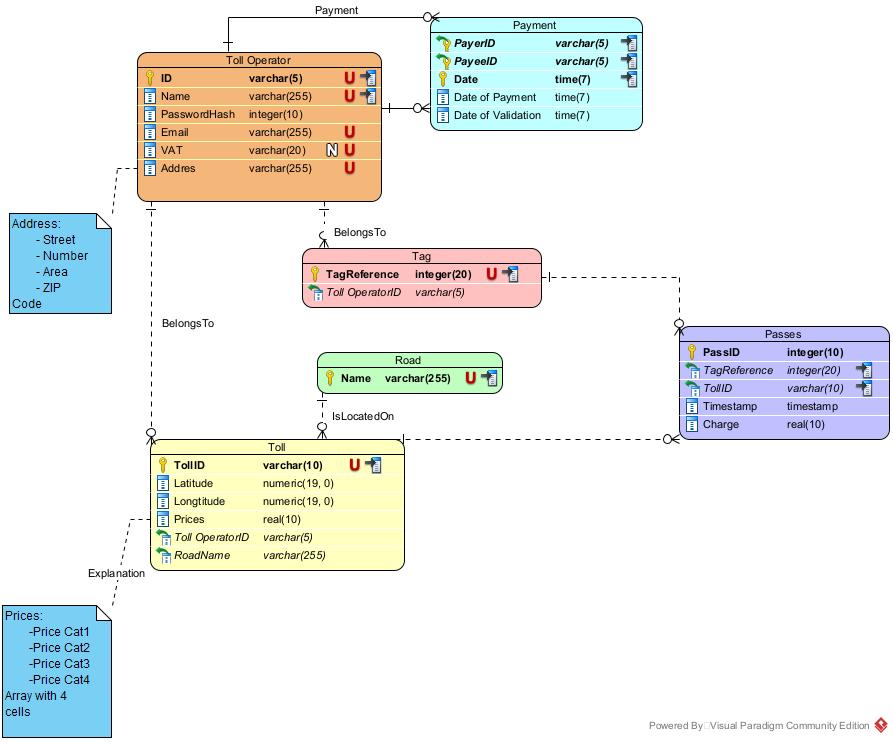 Payment
Payment
PayerID varchar(5)
PayeeID varchar(5)
Date time(7)
Date of Payment time(7)
Date of Validation time(7)
Toll Operator
ID varchar(5) U
Name varchar(255) U
PasswordHash integer(10)
Email varchar(255) U
VAT varchar(20) N U
Addres varchar(255) U
Address:
- Street
- Number
- Area
- ZIP
Code
BelongsTo
Tag
TagReference integer(20) U
Toll OperatorID varchar(5)
BelongsTo
Passes
PassID integer(10)
TagReference integer(20)
TollID varchar(10)
Timestamp timestamp
Charge real(10)
Road
Name varchar(255) U
IsLocatedOn
Toll
TollID varchar(10) U
Latitude numeric(19, 0)
Longtitude numeric(19, 0)
Prices real(10)
Toll OperatorID varchar(5)
RoadName varchar(255)
Explanation
Prices:
-Price Cat1
-Price Cat2
-Price Cat3
-Price Cat4
Array with 4
cells
Powered By Visual Paradigm Community Edition